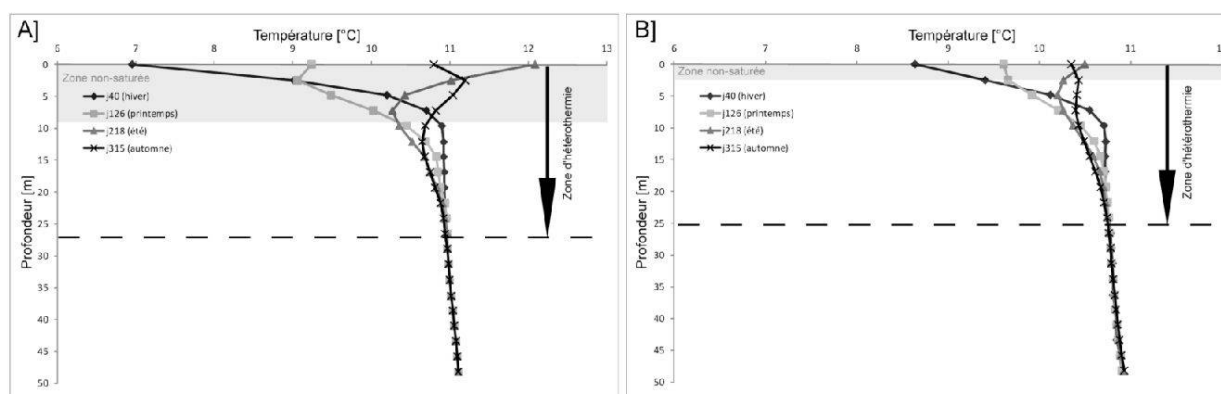 A]
Température [°C]
6 7 8 9 10 11 12 13
Zone non-saturée
j40 (hiver)
j126 (printemps)
j218 (été)
j315 (automne)
Zone d'hétérothermie
Profondeur [m]
0
5
10
15
20
25
30
35
40
45
50
B]
Température [°C]
6 7 8 9 10 11 1
Zone non-saturée
j40 (hiver)
j126 (printemps)
j218 (été)
j315 (automne)
Zone d'hétérothermie
Profondeur [m]
0
5
10
15
20
25
30
35
40
45
50